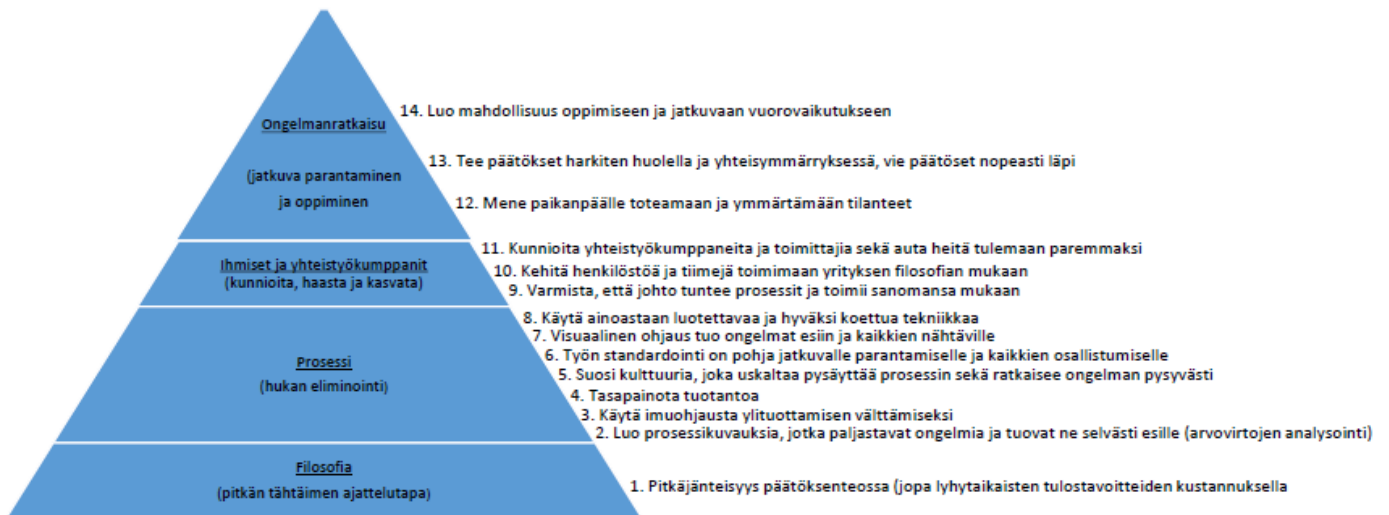 14. Luo mahdollisuus oppimiseen ja jatkuvaan vuorovaikutukseen
Ongelmanratkaisu
13. Tee päätökset harkiten huolella ja yhteisymmärryksessä, vie päätöset nopeasti läpi
(jatkuva parantaminen
ja oppiminen
12. Mene paikanpäälle toteamaan ja ymmärtämään tilanteet
11. Kunnioita yhteistyökumppaneita ja toimittajia sekä auta heitä tulemaan paremmaksi
Ihmiset ja yhteistyökumppanit
(kunnioita, haasta ja kasvata)
10. Kehitä henkilöstöä ja tiimejä toimimaan yrityksen filosofian mukaan
9. Varmista, että johto tuntee prosessit ja toimii sanomansa mukaan
8. Käytä ainoastaan luotettavaa ja hyväksi koettua tekniikkaa
7. Visuaalinen ohjaus tuo ongelmat esiin ja kaikkien nähtäville
6. Työn standardointi on pohja jatkuvalle parantamiselle ja kaikkien osallistumiselle
Prosessi
(hukan eliminointi)
5. Suosi kulttuuria, joka uskaltaa pysäyttää prosessin sekä ratkaisee ongelman pysyvästi
4. Tasapainota tuotantoa
3. Käytä imuohjausta ylituottamisen välttämiseksi
2. Luo prosessikuvauksia, jotka paljastavat ongelmia ja tuovat ne selvästi esille (arvovirtojen analysointi)
Filosofia
(pitkän tähtäimen ajattelutapa)
1. Pitkäjänteisyys päätöksenteossa (jopa lyhytaikaisten tulostavoitteiden kustannuksella